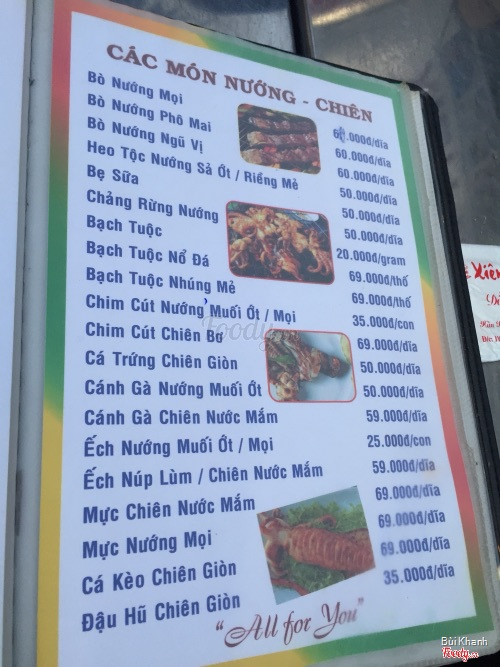 CÁC MÓN NƯỚNG - CHIÊN
Bò Nướng Mọi
Bò Nướng Phô Mai 60.000đ/dĩa
Bò Nướng Ngũ Vị 60.000đ/dĩa
Heo Tộc Nướng Sả Ớt / Riềng Mẻ 50.000đ/dĩa
Bẹ Sữa 50.000đ/dĩa
Chảng Rừng Nướng 50.000đ/dĩa
Bạch Tuộc 20.000đ/gram
Bạch Tuộc Nổ Đá 69.000đ/thố
Bạch Tuộc Nhúng Mẻ 69.000đ/thố
Chim Cút Nướng Muối Ớt / Mọi 35.000đ/con
Chim Cút Chiên Bơ 69.000đ/dĩa
Cá Trứng Chiên Giòn 50.000đ/dĩa
Cánh Gà Nướng Muối Ớt 50.000đ/dĩa
Cánh Gà Chiên Nước Mắm 59.000đ/dĩa
Ếch Nướng Muối Ớt / Mọi 25.000đ/con
Ếch Núp Lùm / Chiên Nước Mắm 59.000đ/dĩa
Mực Chiên Nước Mắm 69.000đ/dĩa
Mực Nướng Mọi 69.000đ/dĩa
Cá Kèo Chiên Giòn 69.000đ/dĩa
Đậu Hũ Chiên Giòn 35.000đ/dĩa
"All for You"
Foody
Bùi Khanh
Foody.vn